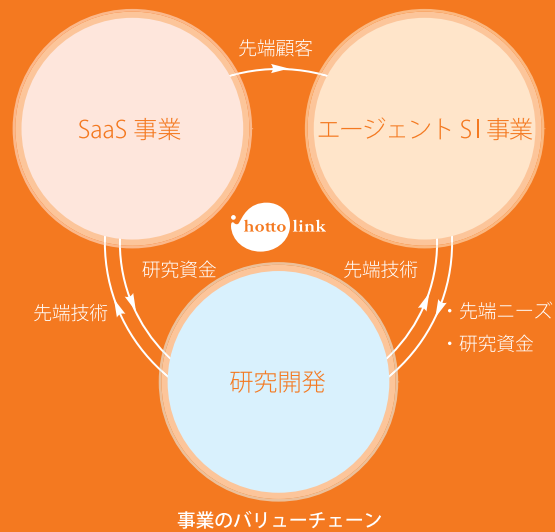 先端顧客
SaaS 事業
エージェント SI 事業
hotto link
研究資金
先端技術
先端技術
・先端ニーズ
・研究資金
研究開発
事業のバリューチェーン